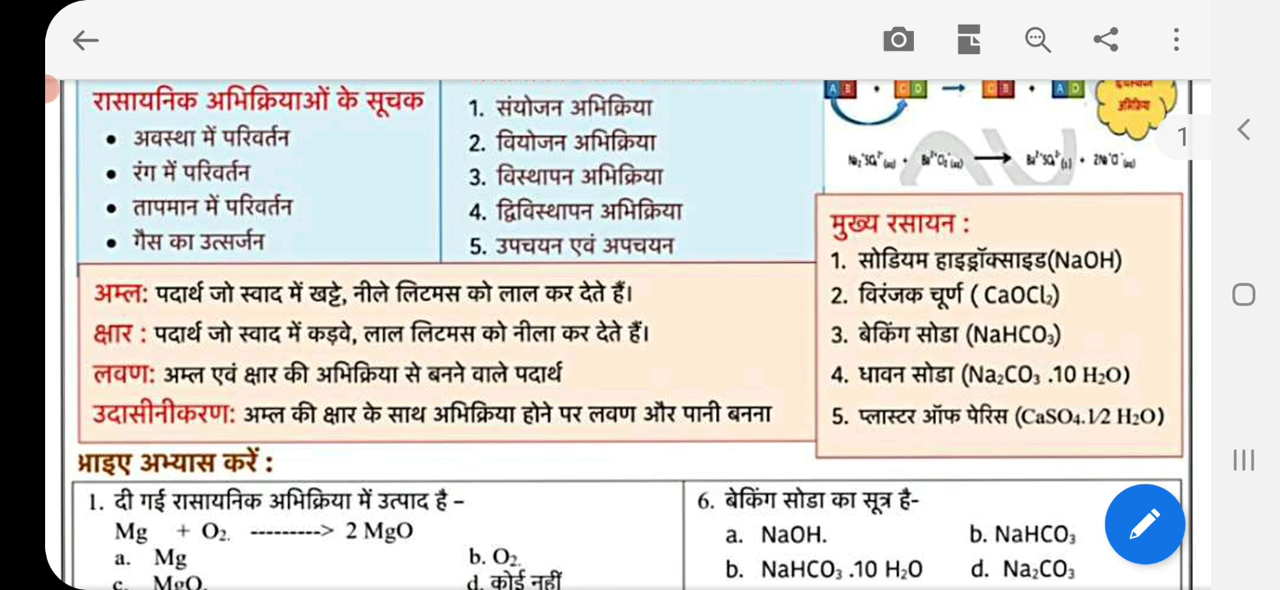 रासायनिक अभिक्रियाओं के सूचक
• अवस्था में परिवर्तन
• रंग में परिवर्तन
• तापमान में परिवर्तन
• गैस का उत्सर्जन
1. संयोजन अभिक्रिया
2. वियोजन अभिक्रिया
3. विस्थापन अभिक्रिया
4. द्विविस्थापन अभिक्रिया
5. उपचयन एवं अपचयन
A B + C D → C B + A D
अभिक्रिया
1
मुख्य रसायन :
1. सोडियम हाइड्रॉक्साइड(NaOH)
2. विरंजक चूर्ण ( CaOCl₂)
3. बेकिंग सोडा (NaHCO₃)
4. धावन सोडा (Na₂CO₃ .10 H₂O)
5. प्लास्टर ऑफ पेरिस (CaSO₄.1⁄2 H₂O)
अम्ल: पदार्थ जो स्वाद में खट्टे, नीले लिटमस को लाल कर देते हैं।
क्षार : पदार्थ जो स्वाद में कड़वे, लाल लिटमस को नीला कर देते हैं।
लवण: अम्ल एवं क्षार की अभिक्रिया से बनने वाले पदार्थ
उदासीनीकरण: अम्ल की क्षार के साथ अभिक्रिया होने पर लवण और पानी बनना
आइए अभ्यास करें :
1. दी गई रासायनिक अभिक्रिया में उत्पाद है –
Mg + O₂. ---------> 2 MgO
a. Mg
b. O₂.
c. MgO.
d. कोई नहीं
6. बेकिंग सोडा का सूत्र है-
a. NaOH.
b. NaHCO₃
b. NaHCO₃ .10 H₂O
d. Na₂CO₃